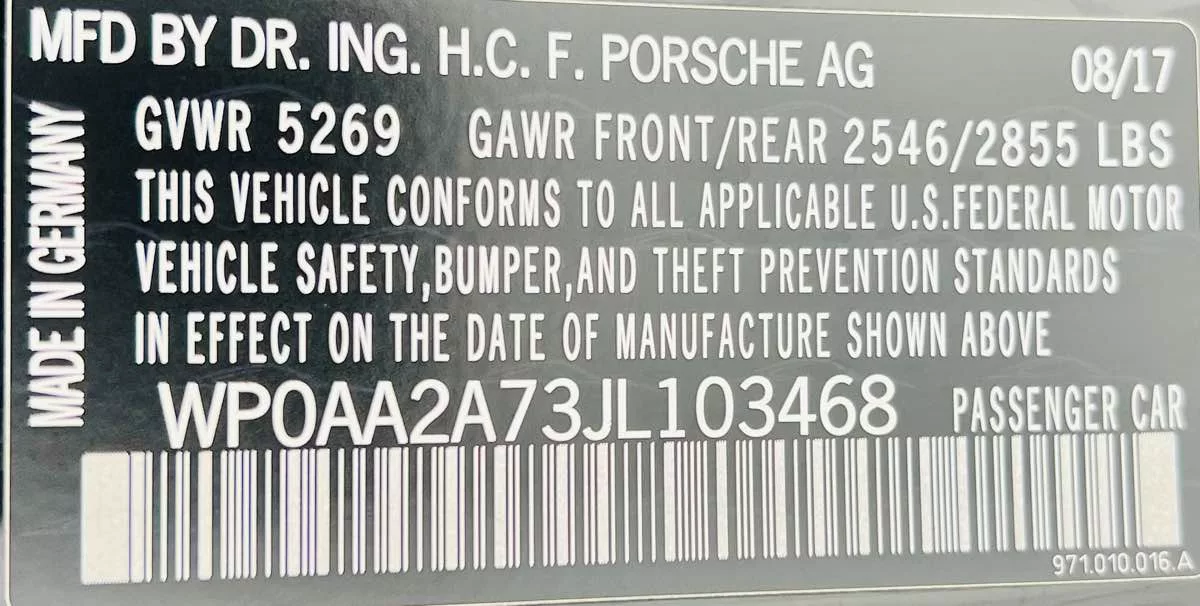 MFD BY DR. ING. H.C. F. PORSCHE AG 08/17
GVWR 5269 GAWR FRONT/REAR 2546/2855 LBS
THIS VEHICLE CONFORMS TO ALL APPLICABLE U.S.FEDERAL MOTOR
VEHICLE SAFETY,BUMPER,AND THEFT PREVENTION STANDARDS
IN EFFECT ON THE DATE OF MANUFACTURE SHOWN ABOVE
WP0AA2A73JL103468 PASSENGER CAR
971.010.016.A
MADE IN GERMANY